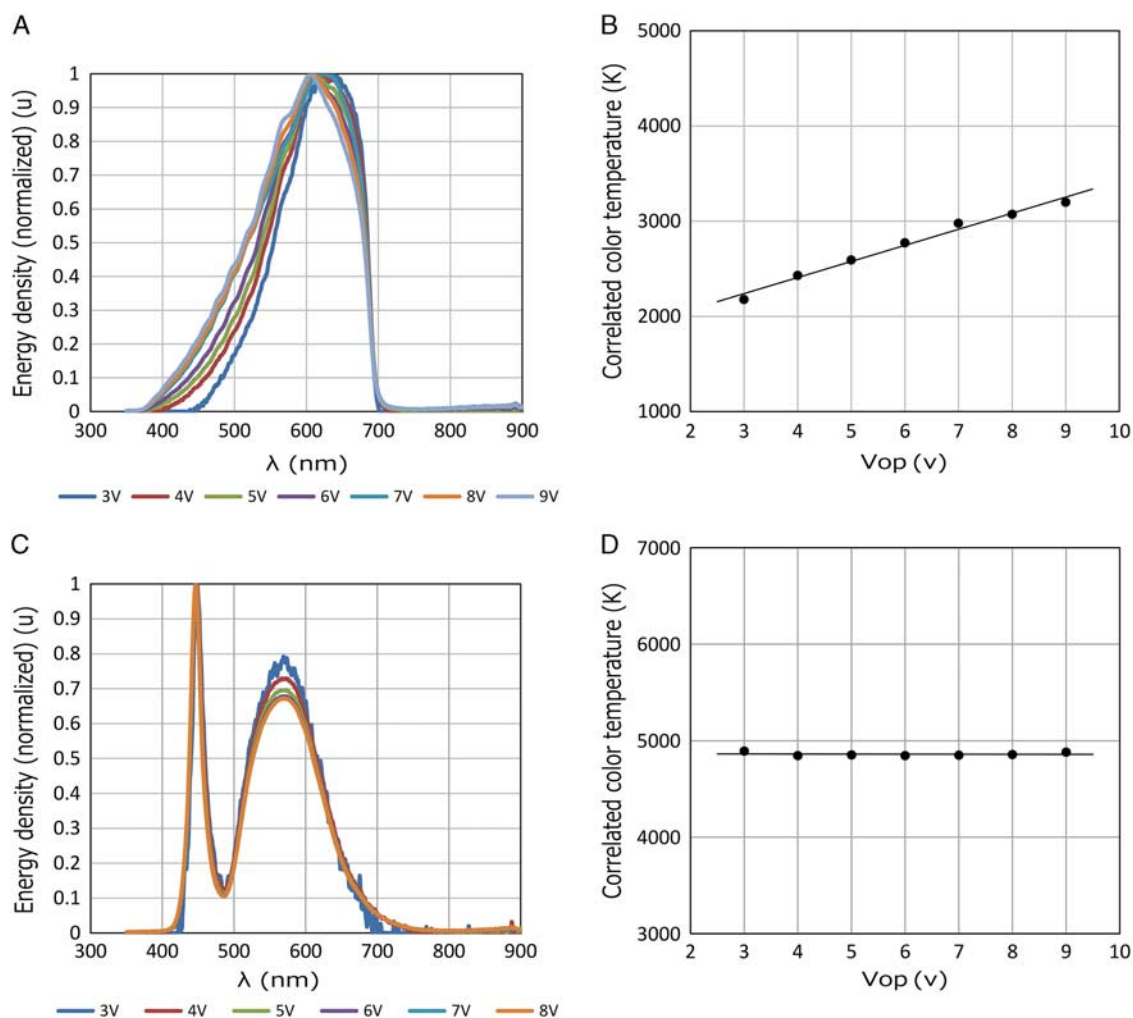 A
Energy density (normalized) (u)
1
0.9
0.8
0.7
0.6
0.5
0.4
0.3
0.2
0.1
0
300 400 500 600 700 800 900
λ (nm)
3V 4V 5V 6V 7V 8V 9V
B
Correlated color temperature (K)
5000
4000
3000
2000
1000
2 3 4 5 6 7 8 9 10
Vop (v)
C
Energy density (normalized) (u)
1
0.9
0.8
0.7
0.6
0.5
0.4
0.3
0.2
0.1
0
300 400 500 600 700 800 900
λ (nm)
3V 4V 5V 6V 7V 8V
D
Correlated color temperature (K)
7000
6000
5000
4000
3000
2 3 4 5 6 7 8 9 10
Vop (v)